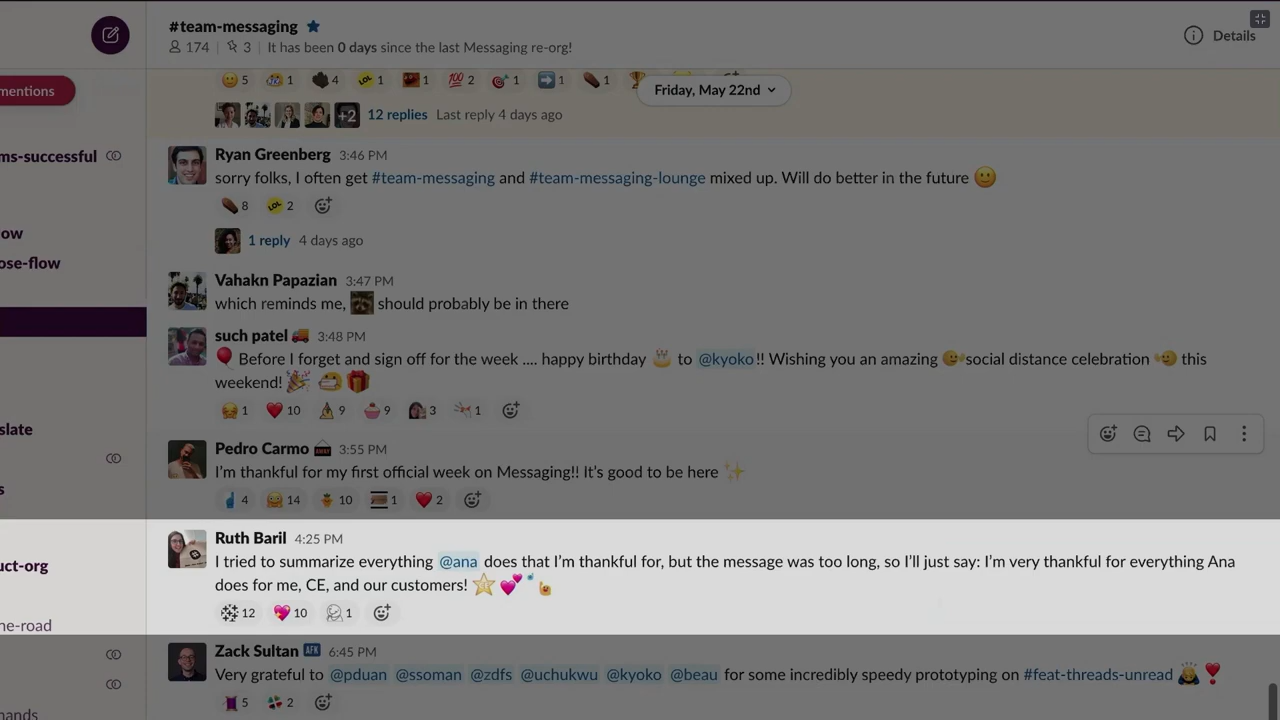 #team-messaging
174 | 3 | It has been 0 days since the last Messaging re-org!
Details
mentions
5 1 4 LOL 1 1 100 2 1 1 1
Friday, May 22nd
+2 12 replies Last reply 4 days ago
ms-successful
Ryan Greenberg 3:46 PM
sorry folks, I often get #team-messaging and #team-messaging-lounge mixed up. Will do better in the future
8 LOL 2
ow
1 reply 4 days ago
ose-flow
Vahakn Papazian 3:47 PM
which reminds me, should probably be in there
such patel 3:48 PM
Before I forget and sign off for the week .... happy birthday to @kyoko!! Wishing you an amazing social distance celebration this
weekend!
1 10 9 9 3 1
slate
Pedro Carmo AWAY 3:55 PM
I'm thankful for my first official week on Messaging!! It's good to be here
s
4 14 10 1 2
Ruth Baril 4:25 PM
I tried to summarize everything @ana does that I'm thankful for, but the message was too long, so I'll just say: I'm very thankful for everything Ana
uct-org
does for me, CE, and our customers!
12 10 1
ne-road
Zack Sultan AFK 6:45 PM
Very grateful to @pduan @ssoman @zdfs @uchukwu @kyoko @beau for some incredibly speedy prototyping on #feat-threads-unread
5 2
mands